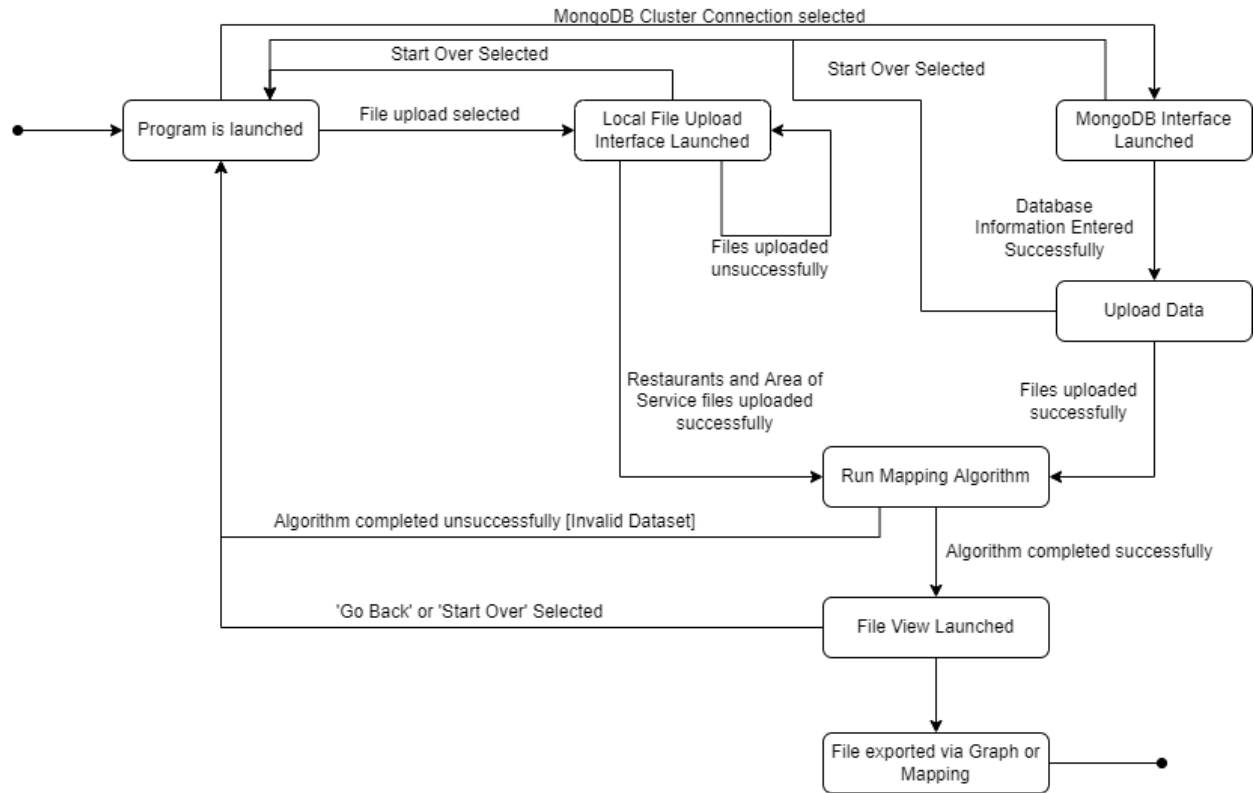 MongoDB Cluster Connection selected
Start Over Selected
Start Over Selected
Program is launched
File upload selected
Local File Upload
Interface Launched
MongoDB Interface
Launched
Files uploaded
unsuccessfully
Database
Information Entered
Successfully
Upload Data
Restaurants and Area of
Service files uploaded
successfully
Files uploaded
successfully
Run Mapping Algorithm
Algorithm completed unsuccessfully [Invalid Dataset]
Algorithm completed successfully
'Go Back' or 'Start Over' Selected
File View Launched
File exported via Graph or
Mapping